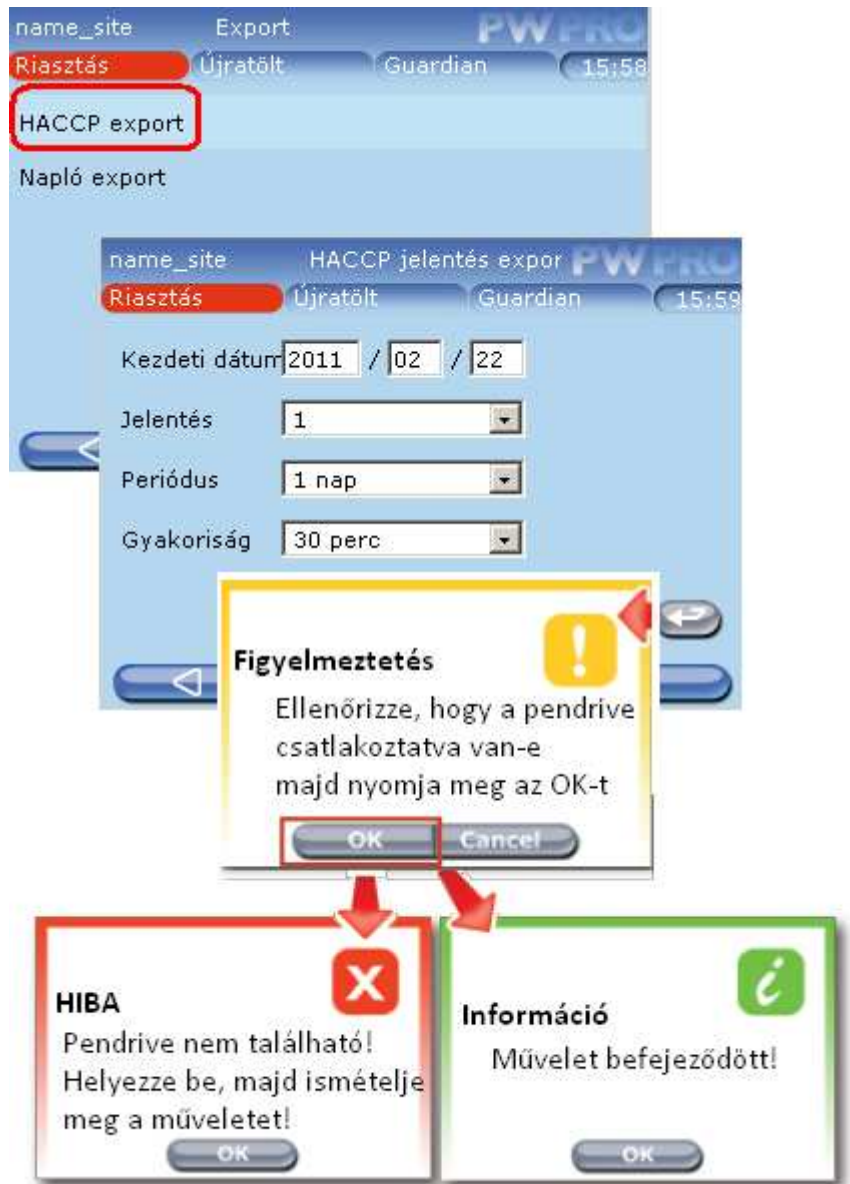 name_site Export PWPRO
Riasztás Újratölt Guardian 15:58
HACCP export
Napló export
name_site HACCP jelentés expor PWPRO
Riasztás Újratölt Guardian 15:59
Kezdeti dátum 2011 / 02 / 22
Jelentés 1
Periódus 1 nap
Gyakoriság 30 perc
Figyelmeztetés
Ellenőrizze, hogy a pendrive
csatlakoztatva van-e
majd nyomja meg az OK-t
OK Cancel
HIBA
Pendrive nem található!
Helyezze be, majd ismételje
meg a műveletet!
OK
Információ
Művelet befejeződött!
OK